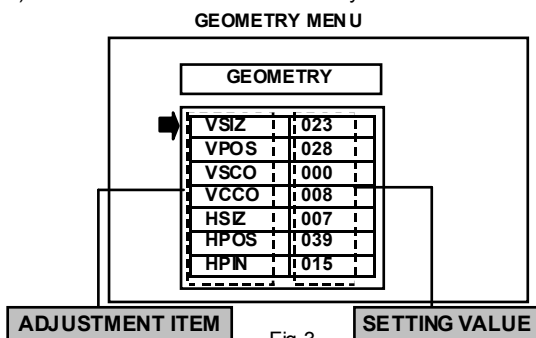 GEOMETRY MENU
GEOMETRY
VSIZ 023
VPOS 028
VSCO 000
VCCO 008
HSIZ 007
HPOS 039
HPIN 015
ADJUSTMENT ITEM
SETTING VALUE